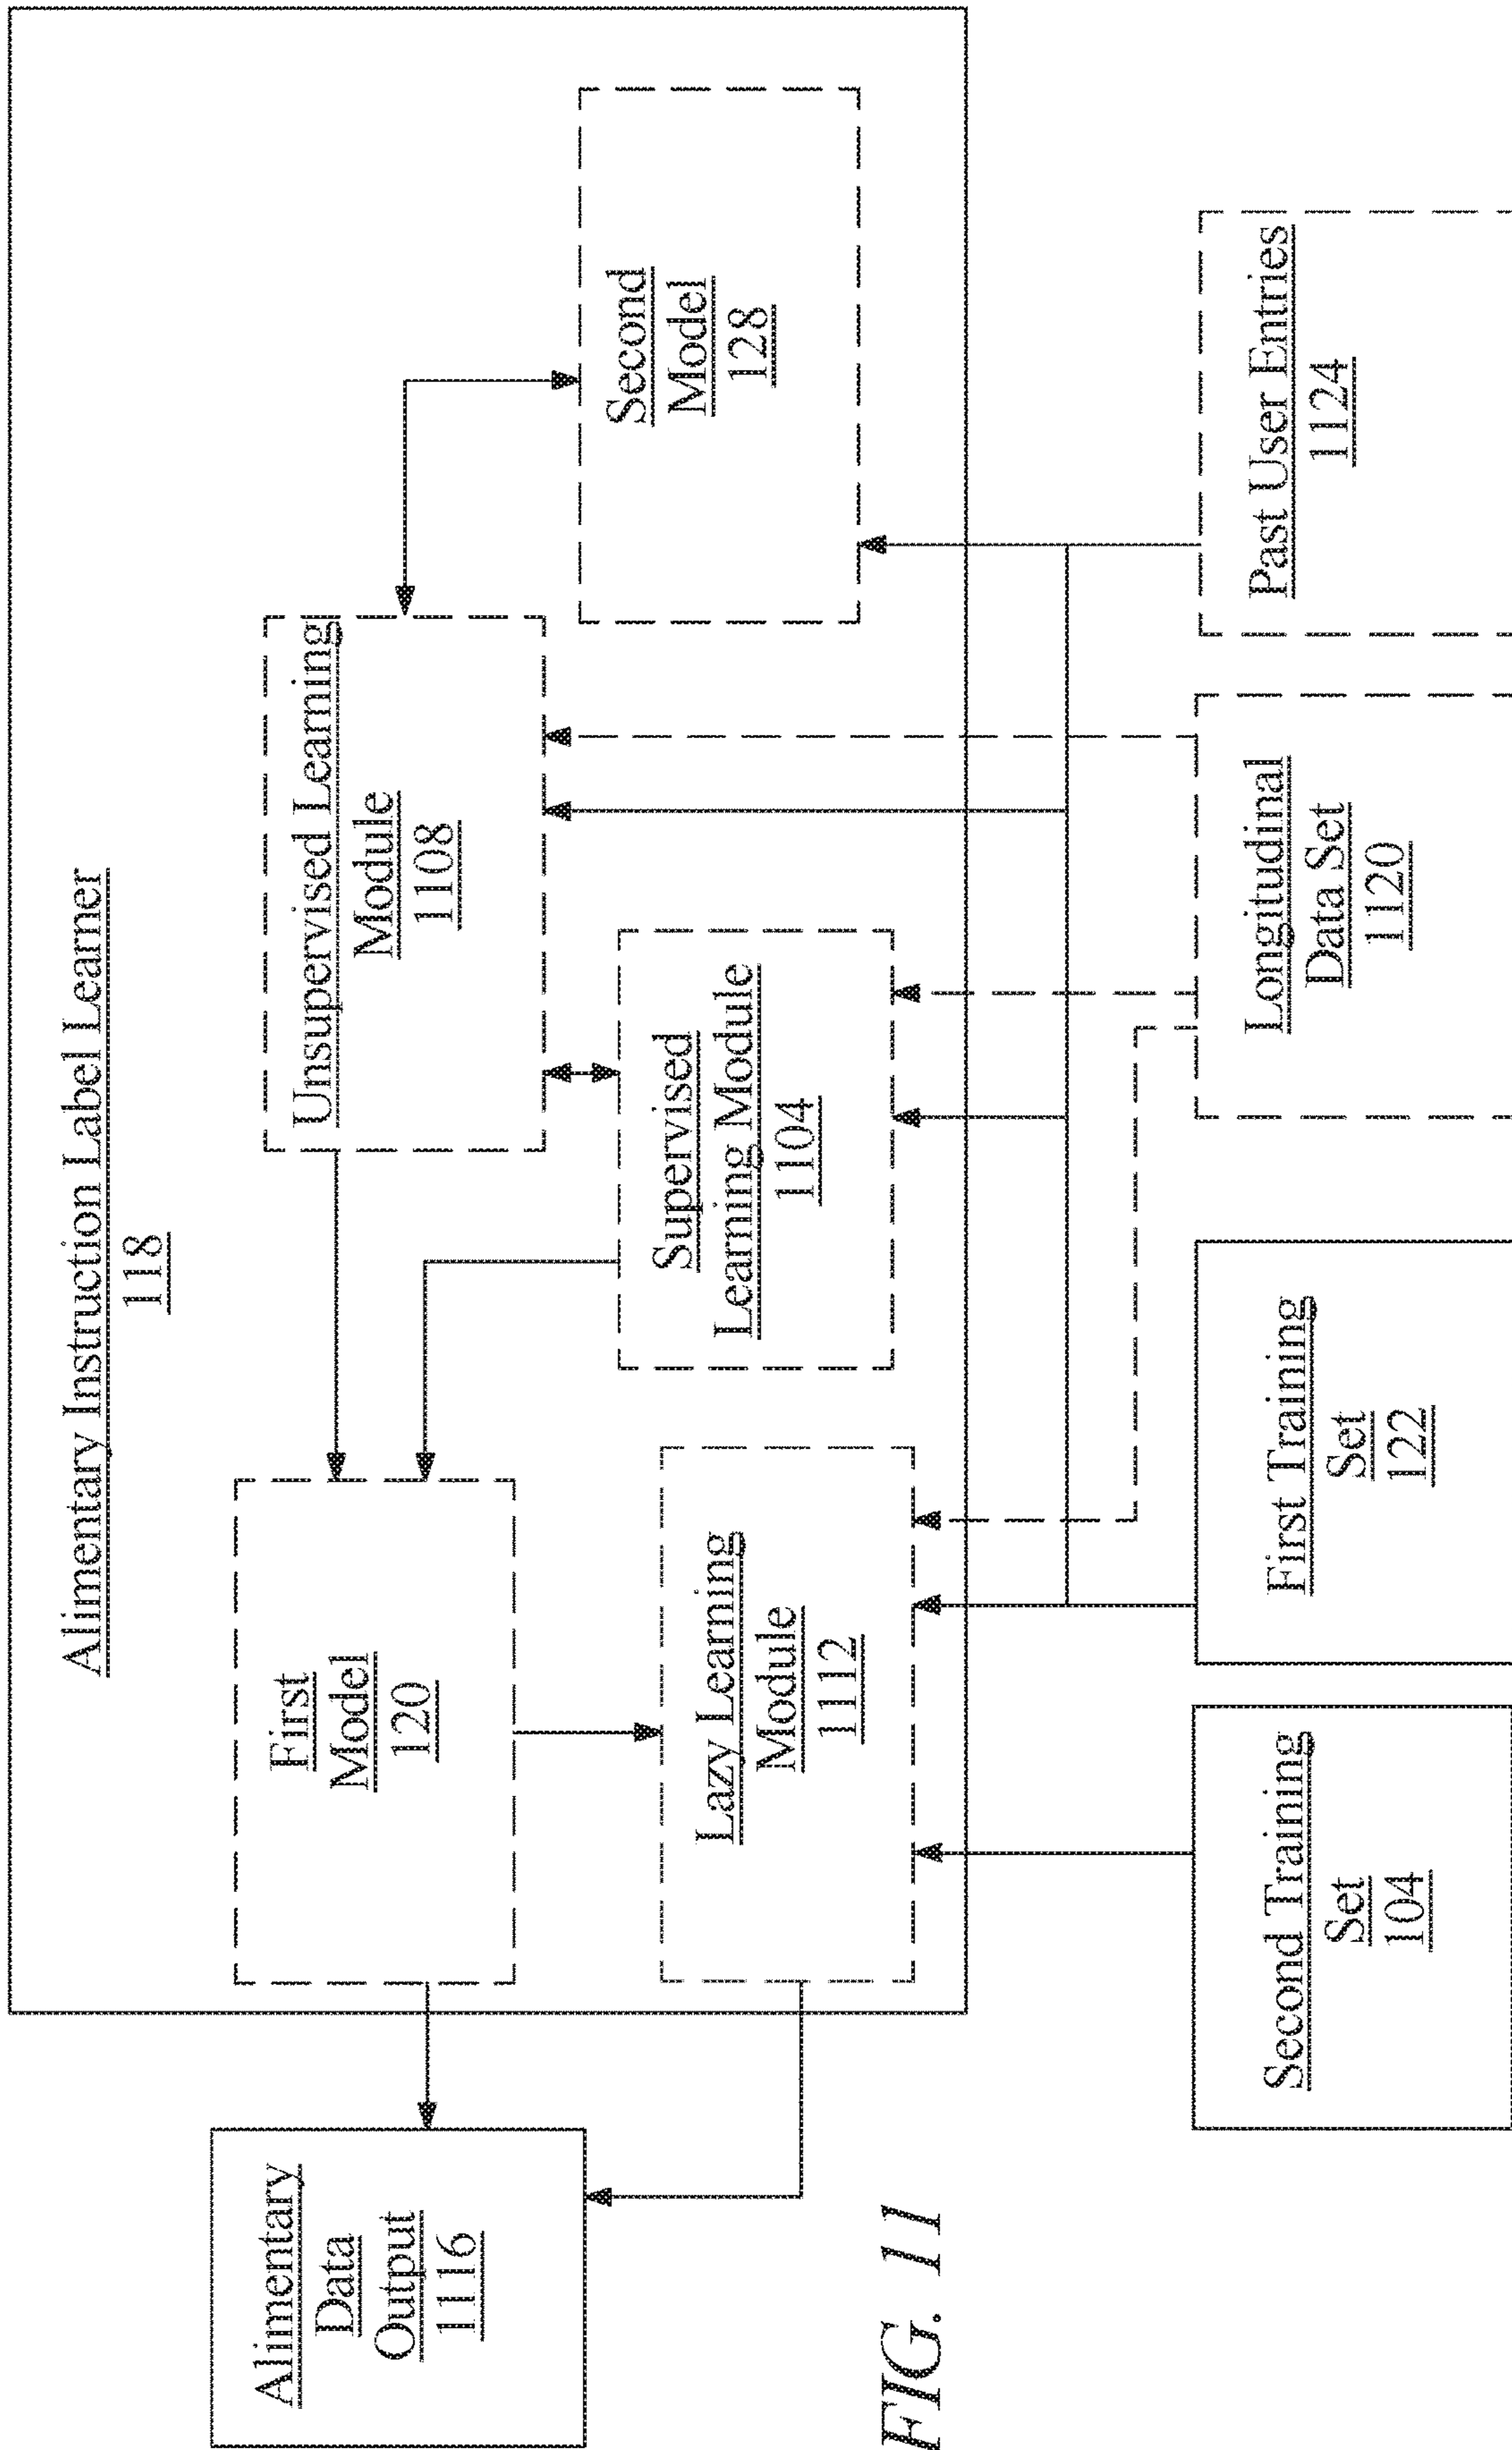 Alimentary Instruction Label Learner
118
Alimentary
Data
Output
1116
First
Model
120
Unsupervised Learning
Module
1108
Second
Model
128
Lazy Learning
Module
1112
Supervised
Learning Module
1104
Second Training
Set
104
First Training
Set
122
Longitudinal
Data Set
1120
Past User Entries
1124
FIG. 11